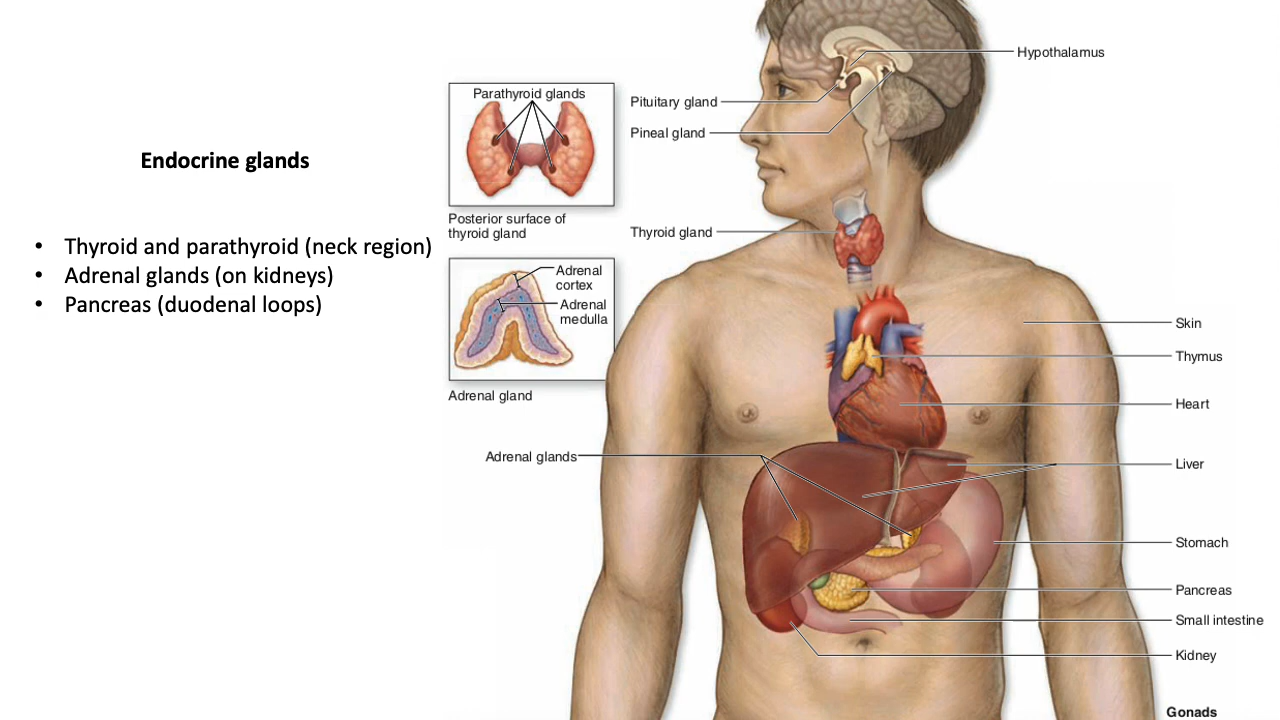 Endocrine glands
• Thyroid and parathyroid (neck region)
• Adrenal glands (on kidneys)
• Pancreas (duodenal loops)
Parathyroid glands
Posterior surface of
thyroid gland
Adrenal
cortex
Adrenal
medulla
Adrenal gland
Adrenal glands
Pituitary gland
Pineal gland
Thyroid gland
Hypothalamus
Skin
Thymus
Heart
Liver
Stomach
Pancreas
Small intestine
Kidney
Gonads